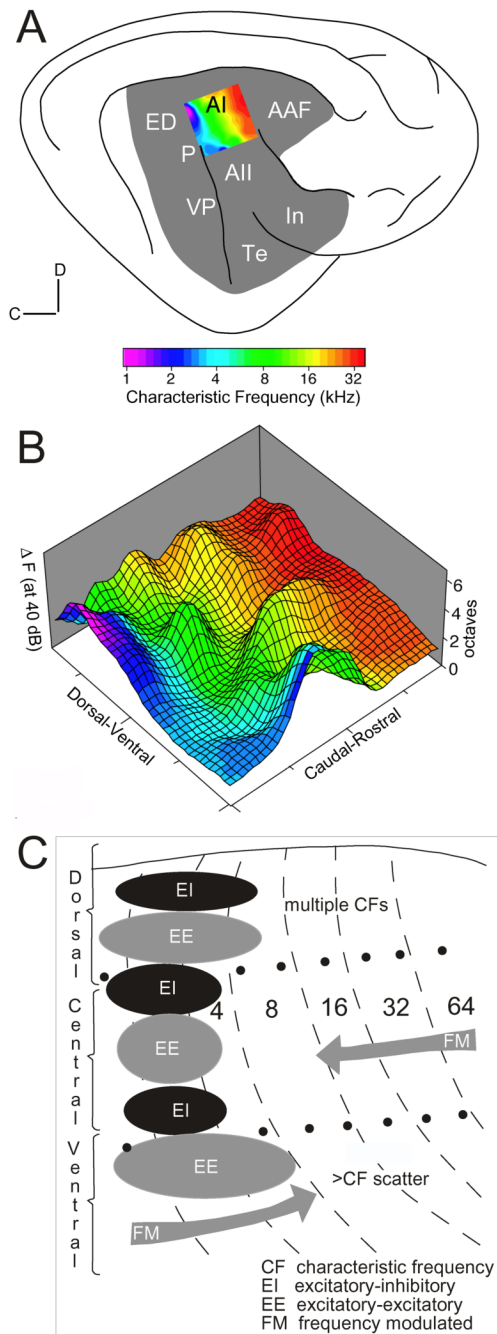 A
AI
ED
AAF
P
AII
VP
In
Te
D
C
1 2 4 8 16 32
Characteristic Frequency (kHz)
B
Δ F (at 40 dB)
6
4
2
0
octaves
Dorsal-Ventral
Caudal-Rostral
C
Dorsal
EI
multiple CFs
EE
EI
Central
4 8 16 32 64
EE
FM
EI
Ventral
EE
>CF scatter
FM
CF characteristic frequency
EI excitatory-inhibitory
EE excitatory-excitatory
FM frequency modulated